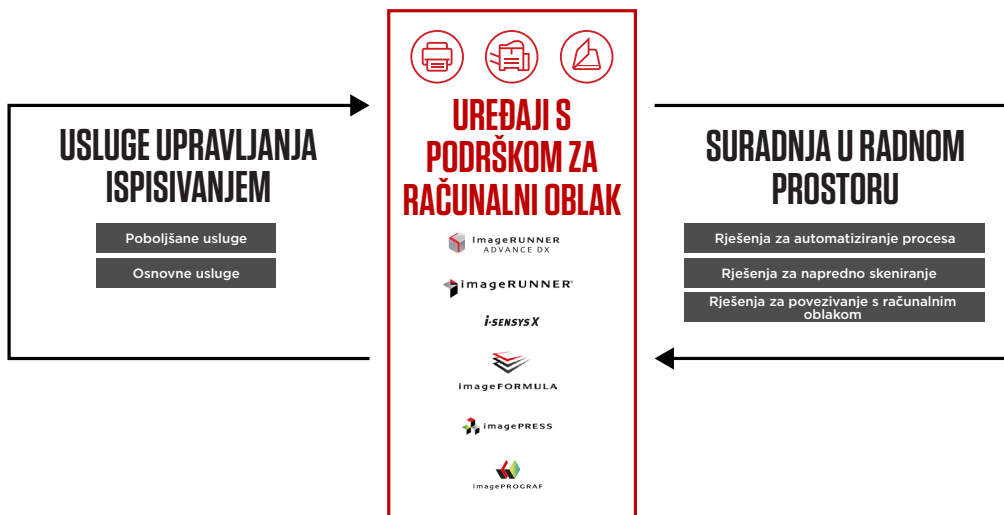 USLUGE UPRAVLJANJA
ISPISIVANJEM
Poboljšane usluge
Osnovne usluge
UREĐAJI S
PODRŠKOM ZA
RAČUNALNI OBLAK
imageRUNNER
ADVANCE DX
imageRUNNER®
i-SENSYS X
imageFORMULA
imagePRESS
imagePROGRAF
SURADNJA U RADNOM
PROSTORU
Rješenja za automatiziranje procesa
Rješenja za napredno skeniranje
Rješenja za povezivanje s računalnim
oblakom